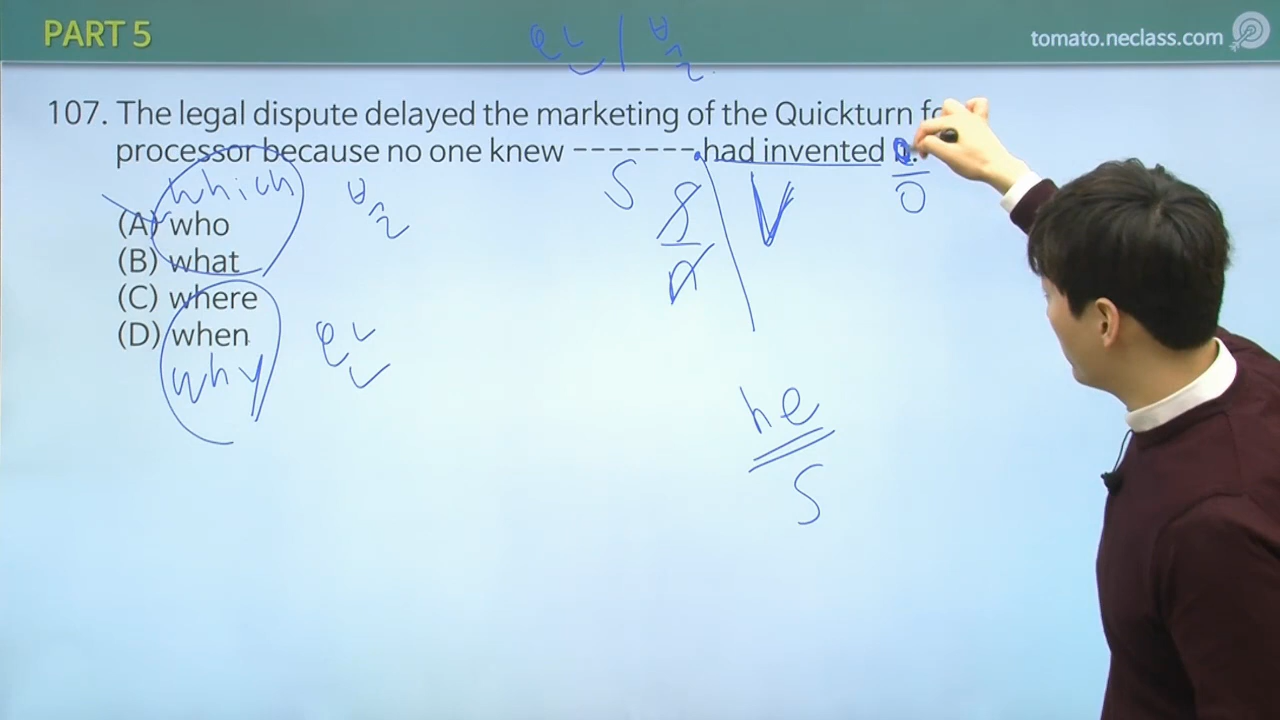 PART 5
tomato.neclass.com
107. The legal dispute delayed the marketing of the Quickturn
processor because no one knew -------- had invented
which
(A) who
(B) what
(C) where
(D) when
why
S
S
V
O
he
S